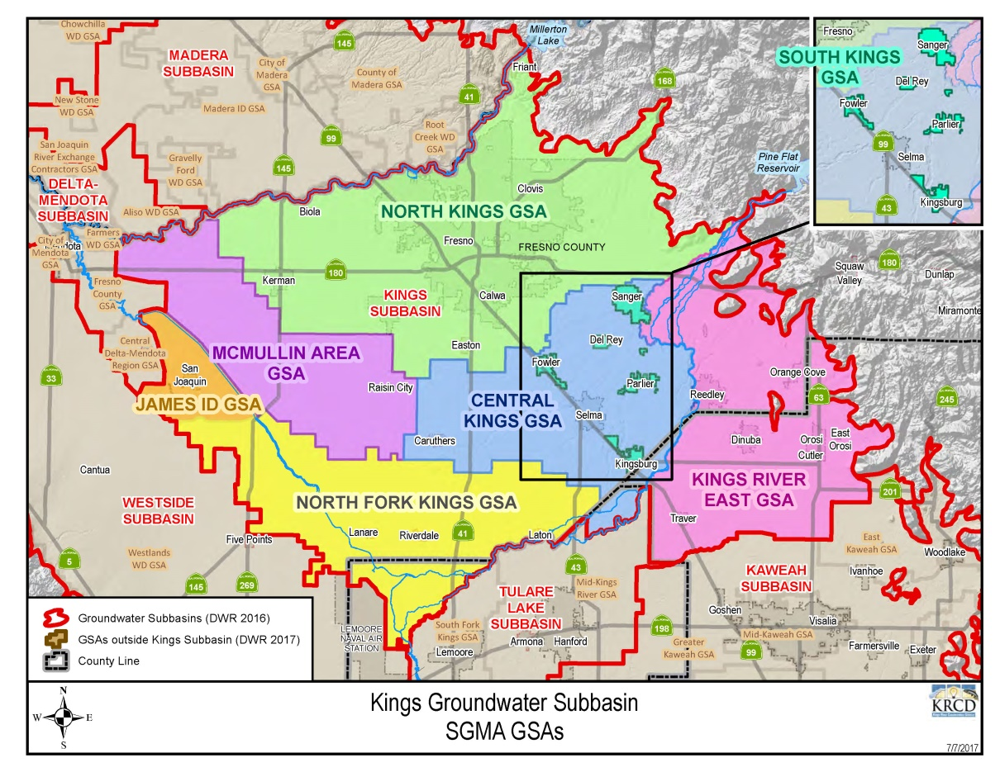 Chowchilla
WD GSA
MADERA
SUBBASIN
145
City of
Madera
GSA
County of
Madera GSA
Millerton
Lake
Friant
41
168
New Stone
WD GSA
Madera ID GSA
99
Root
Creek WD
GSA
San Joaquin
River Exchange
Contractors GSA
Gravelly
Ford
WD GSA
145
DELTA-
MENDOTA
SUBBASIN
Aliso WD GSA
Biola
Clovis
NORTH KINGS GSA
Pine Flat
Reservoir
Fresno
SOUTH KINGS
GSA
Sanger
Del Rey
Fowler
Parlier
99
Selma
Kingsburg
43
Farmers
WD GSA
City of
Mendota
GSA
Fresno
FRESNO COUNTY
180
Kerman
Fresno
County
GSA
KINGS
SUBBASIN
Calwa
Sanger
Squaw
Valley
180
Dunlap
Miramonte
Central
Delta-Mendota
Region GSA
San
Joaquin
MCMULLIN AREA
GSA
Easton
Del Rey
Fowler
Parlier
Orange Cove
33
JAMES ID GSA
Raisin City
CENTRAL
KINGS GSA
Selma
Reedley
63
245
Caruthers
Kingsburg
Dinuba
Orosi
Cutler
East
Orosi
Cantua
WESTSIDE
SUBBASIN
NORTH FORK KINGS GSA
KINGS RIVER
EAST GSA
201
Traver
Five Points
Lanare
Riverdale
41
Laton
Westlands
WD GSA
5
145
269
43
Mid-Kings
River GSA
East
Kaweah GSA
Woodlake
KAWEAH
SUBBASIN
Ivanhoe
TULARE
LAKE
SUBBASIN
Goshen
Visalia
LEMOORE
NAVAL AIR
STATION
South Fork
Kings GSA
Lemoore
Armona
Hanford
198
Greater
Kaweah GSA
Mid-Kaweah GSA
99
Farmersville
Exeter
Groundwater Subbasins (DWR 2016)
GSAs outside Kings Subbasin (DWR 2017)
County Line
N
W
E
S
Kings Groundwater Subbasin
SGMA GSAs
KRCD
7/7/2017